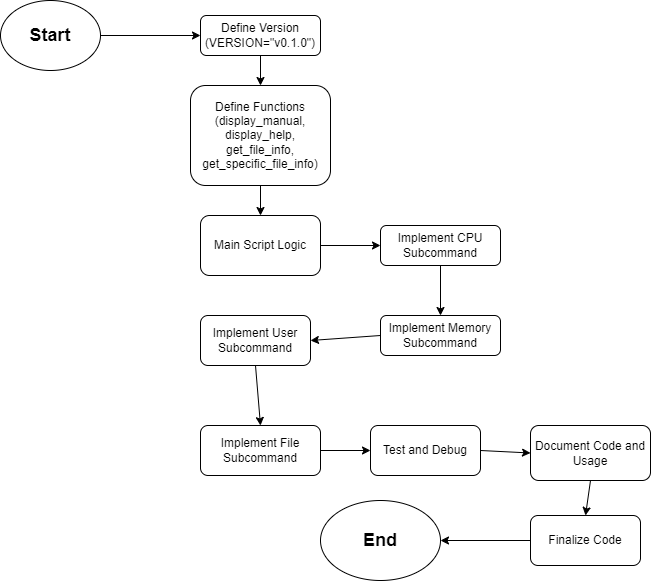 Start
Define Version
(VERSION="v0.1.0")
Define Functions
(display_manual,
display_help,
get_file_info,
get_specific_file_info)
Main Script Logic
Implement CPU
Subcommand
Implement Memory
Subcommand
Implement User
Subcommand
Implement File
Subcommand
Test and Debug
Document Code and
Usage
Finalize Code
End